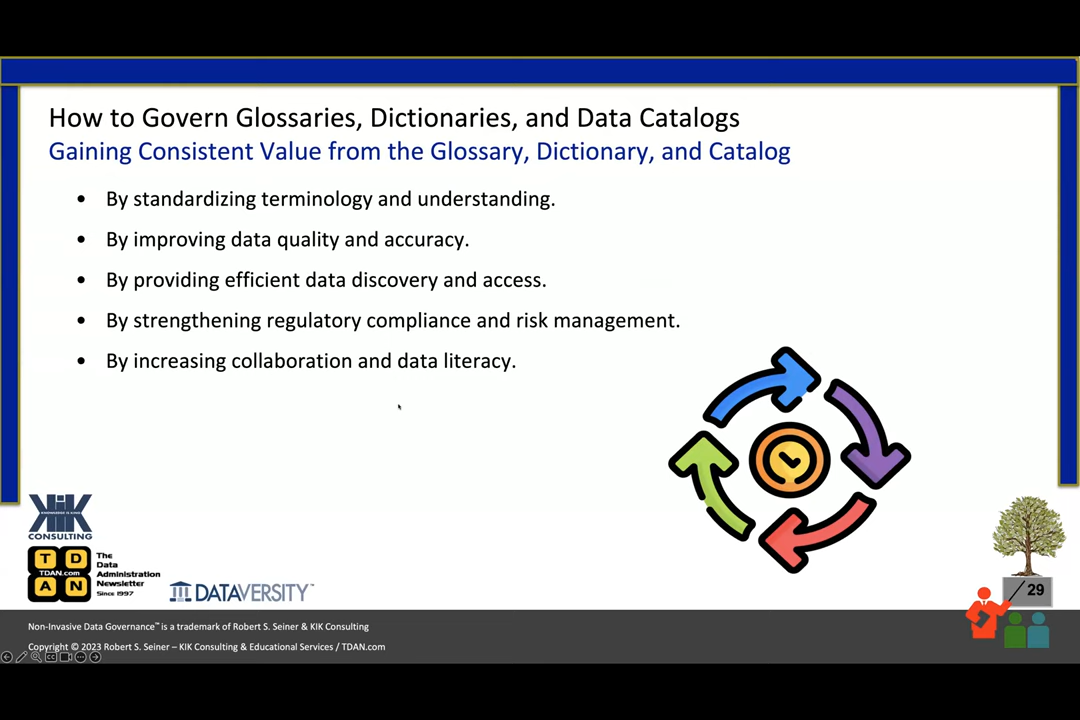 How to Govern Glossaries, Dictionaries, and Data Catalogs
Gaining Consistent Value from the Glossary, Dictionary, and Catalog
• By standardizing terminology and understanding.
• By improving data quality and accuracy.
• By providing efficient data discovery and access.
• By strengthening regulatory compliance and risk management.
• By increasing collaboration and data literacy.
KIK
KNOWLEDGE IS KING
CONSULTING
T D
TDAN.com
A N
The
Data
Administration
Newsletter
Since 1997
DATAVERSITY™
29
Non-Invasive Data Governance™ is a trademark of Robert S. Seiner & KIK Consulting
Copyright © 2023 Robert S. Seiner – KIK Consulting & Educational Services / TDAN.com